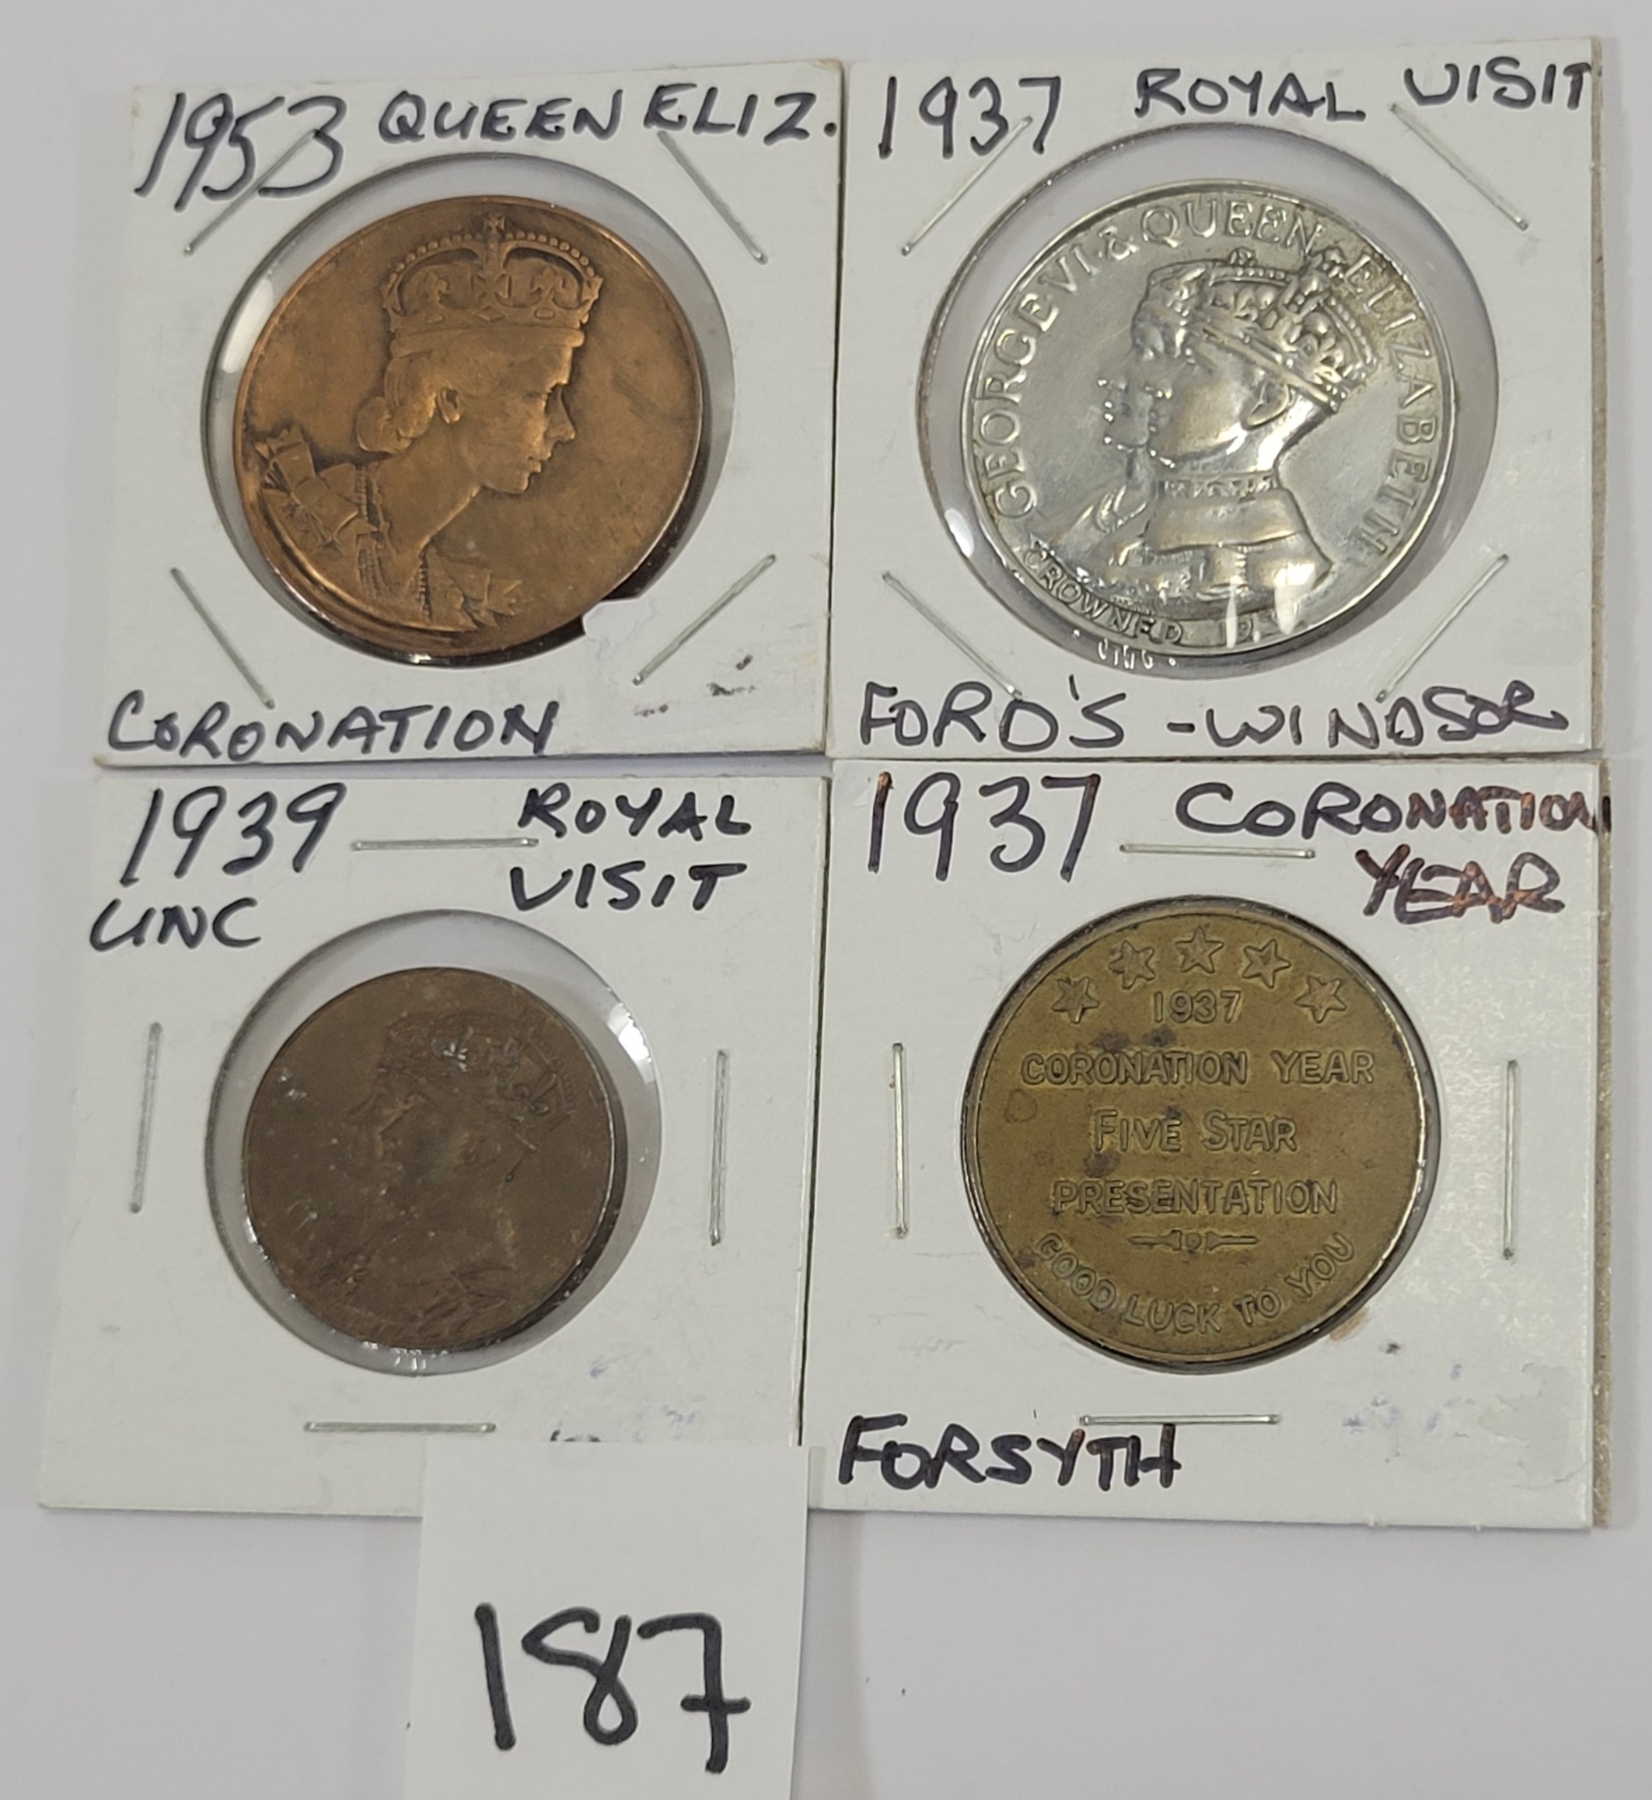 1953 QUEEN ELIZ.
CORONATION
1937 ROYAL VISIT
GEORGE VI & QUEEN ELIZABETH
CROWNED
FORD'S - WINDSOR
1939 ROYAL
VISIT
UNC
1937 CORONATION
YEAR
1937
CORONATION YEAR
FIVE STAR
PRESENTATION
GOOD LUCK TO YOU
FORSYTH
187